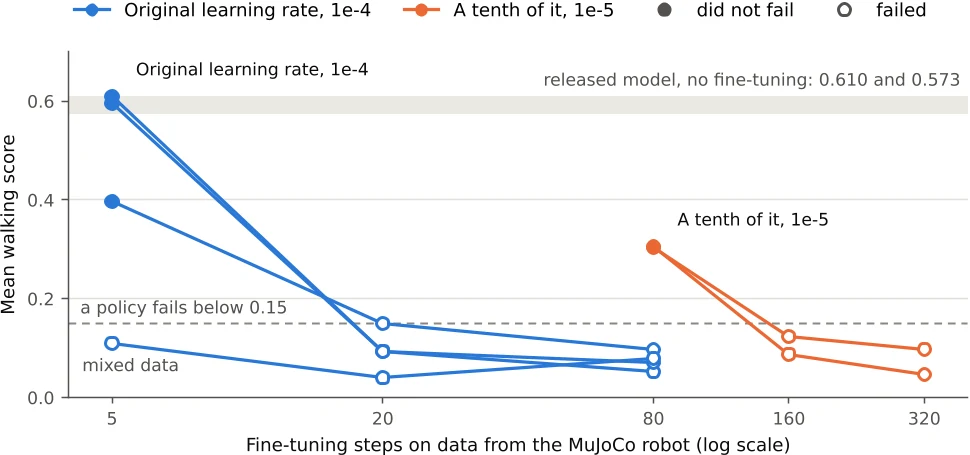 Original learning rate, 1e-4 A tenth of it, 1e-5 did not fail failed
Original learning rate, 1e-4
released model, no fine-tuning: 0.610 and 0.573
0.6
Mean walking score
0.4
A tenth of it, 1e-5
0.2
a policy fails below 0.15
mixed data
0.0
5 20 80 160 320
Fine-tuning steps on data from the MuJoCo robot (log scale)